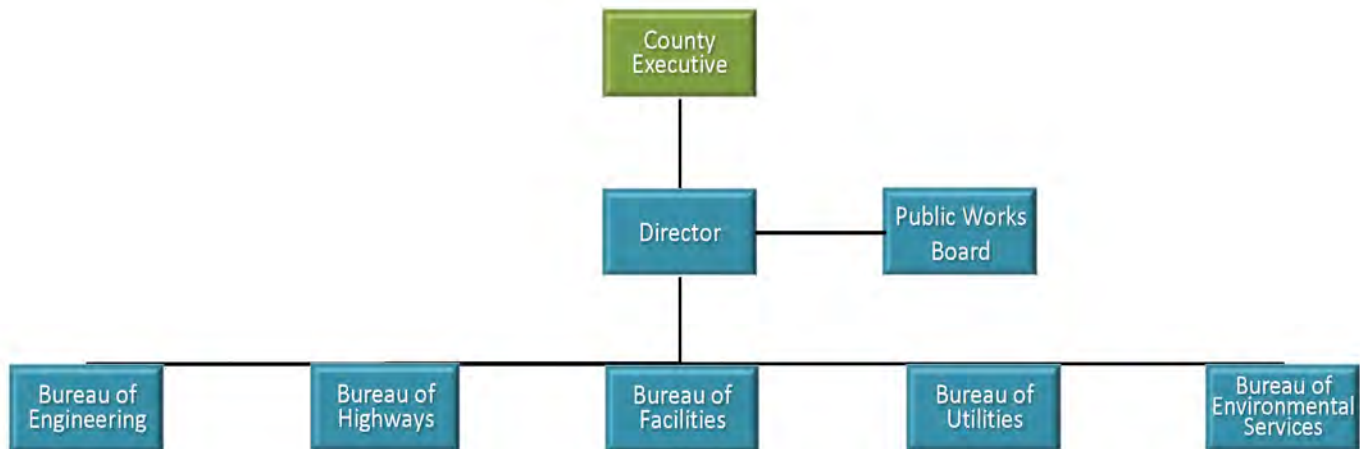 County
Executive
Director
Public Works
Board
Bureau of
Engineering
Bureau of
Highways
Bureau of
Facilities
Bureau of
Utilities
Bureau of
Environmental
Services